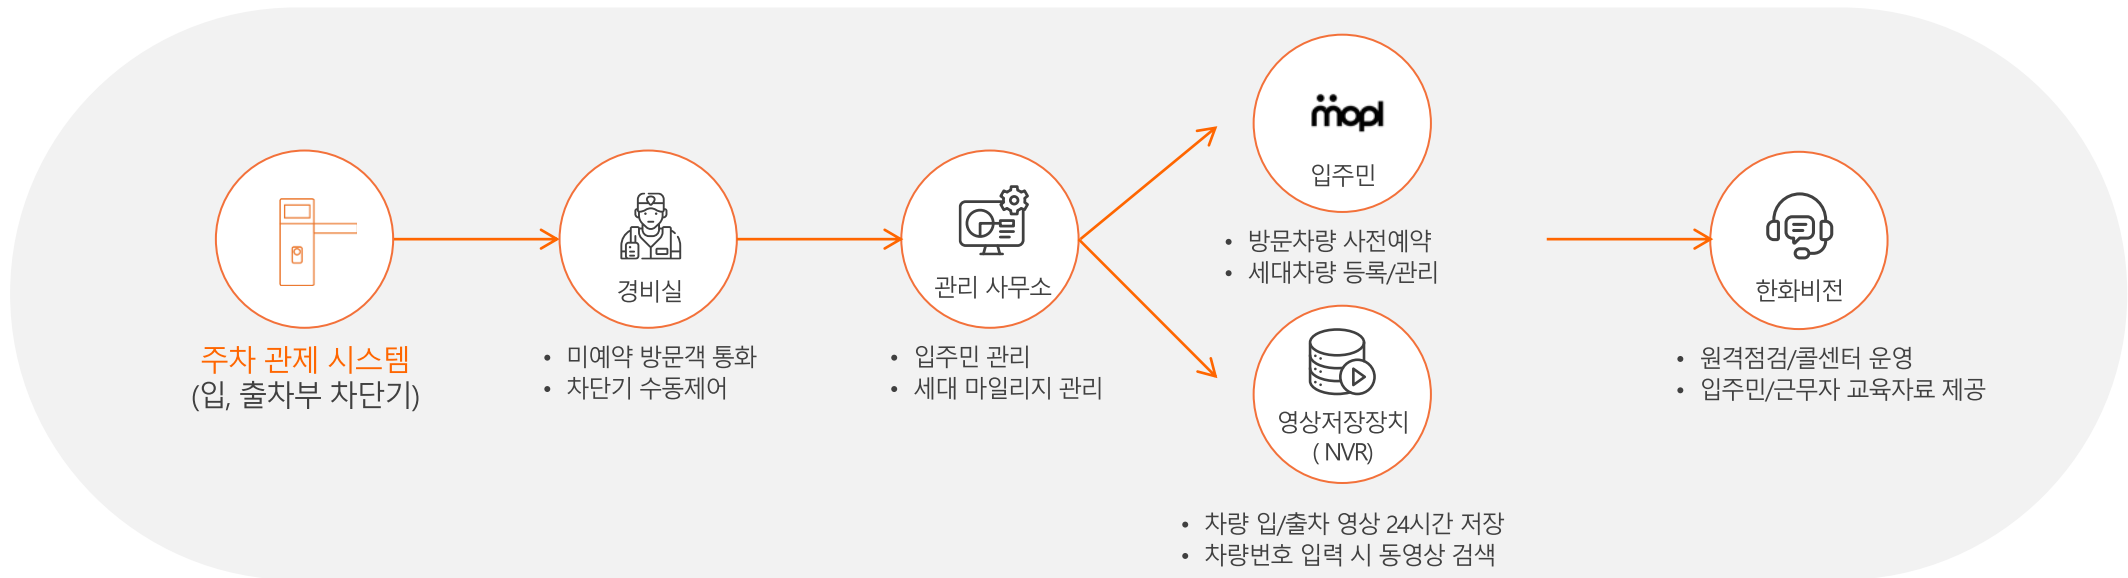 주차 관제 시스템
(입, 출차부 차단기)
경비실
• 미예약 방문객 통화
• 차단기 수동제어
관리 사무소
• 입주민 관리
• 세대 마일리지 관리
mopl
입주민
• 방문차량 사전예약
• 세대차량 등록/관리
영상저장장치
( NVR)
• 차량 입/출차 영상 24시간 저장
• 차량번호 입력 시 동영상 검색
한화비전
• 원격점검/콜센터 운영
• 입주민/근무자 교육자료 제공